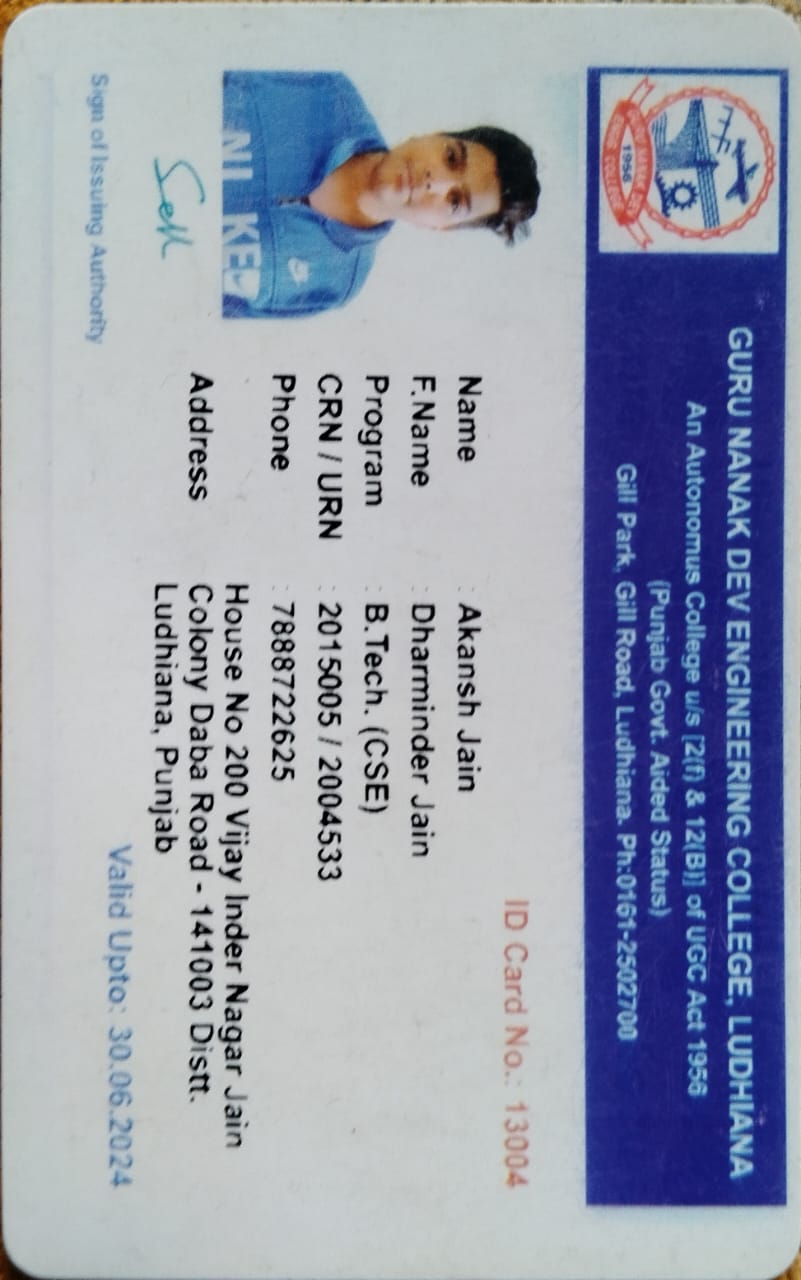 GURU NANAK DEV ENGINEERING COLLEGE, LUDHIANA
An Autonomus College u/s [2(f) & 12(B)] of UGC Act 1956
(Punjab Govt. Aided Status)
Gill Park, Gill Road, Ludhiana. Ph:0161-2502700
1956
ID Card No.: 13004
Name : Akansh Jain
F.Name : Dharminder Jain
Program : B.Tech. (CSE)
CRN / URN : 2015005 / 2004533
Phone : 7888722625
House No 200 Vijay Inder Nagar Jain
Address Colony Daba Road - 141003 Distt.
Ludhiana, Punjab
Valid Upto: 30.06.2024
Sign of Issuing Authority